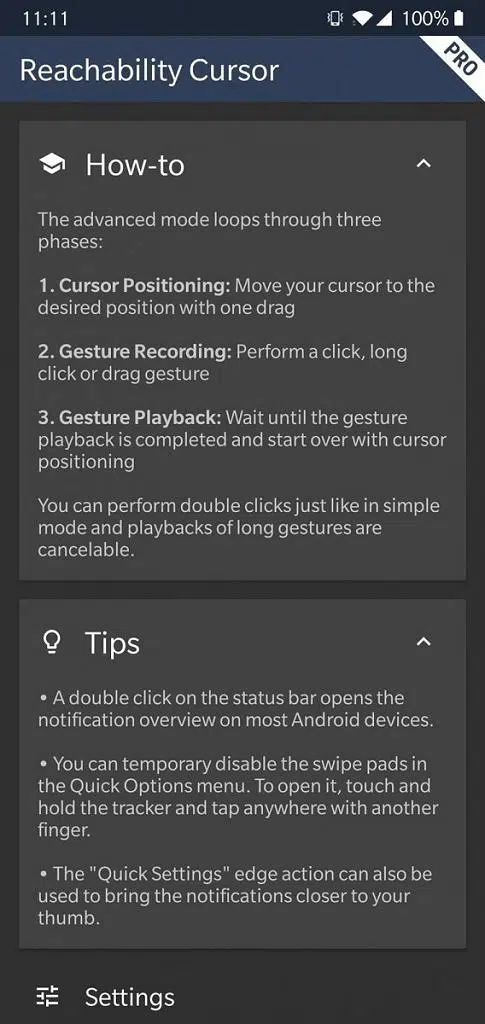 11:11
100%
Reachability Cursor
PRO
How-to
The advanced mode loops through three
phases:
1. Cursor Positioning: Move your cursor to the
desired position with one drag
2. Gesture Recording: Perform a click, long
click or drag gesture
3. Gesture Playback: Wait until the gesture
playback is completed and start over with cursor
positioning
You can perform double clicks just like in simple
mode and playbacks of long gestures are
cancelable.
Tips
• A double click on the status bar opens the
notification overview on most Android devices.
• You can temporary disable the swipe pads in
the Quick Options menu. To open it, touch and
hold the tracker and tap anywhere with another
finger.
• The "Quick Settings" edge action can also be
used to bring the notifications closer to your
thumb.
Settings